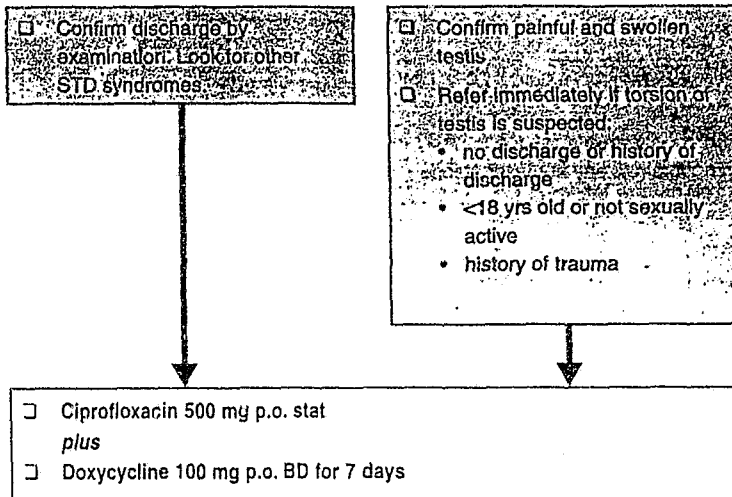 ❑ Confirm discharge by
examination. Look for other
STD syndromes.
❑ Confirm painful and swollen
testis
❑ Refer immediately if torsion of
testis is suspected
• no discharge or history of
discharge
• <18 yrs old or not sexually
active
• history of trauma
❑ Ciprofloxacin 500 mg p.o. stat
plus
❑ Doxycycline 100 mg p.o. BD for 7 days